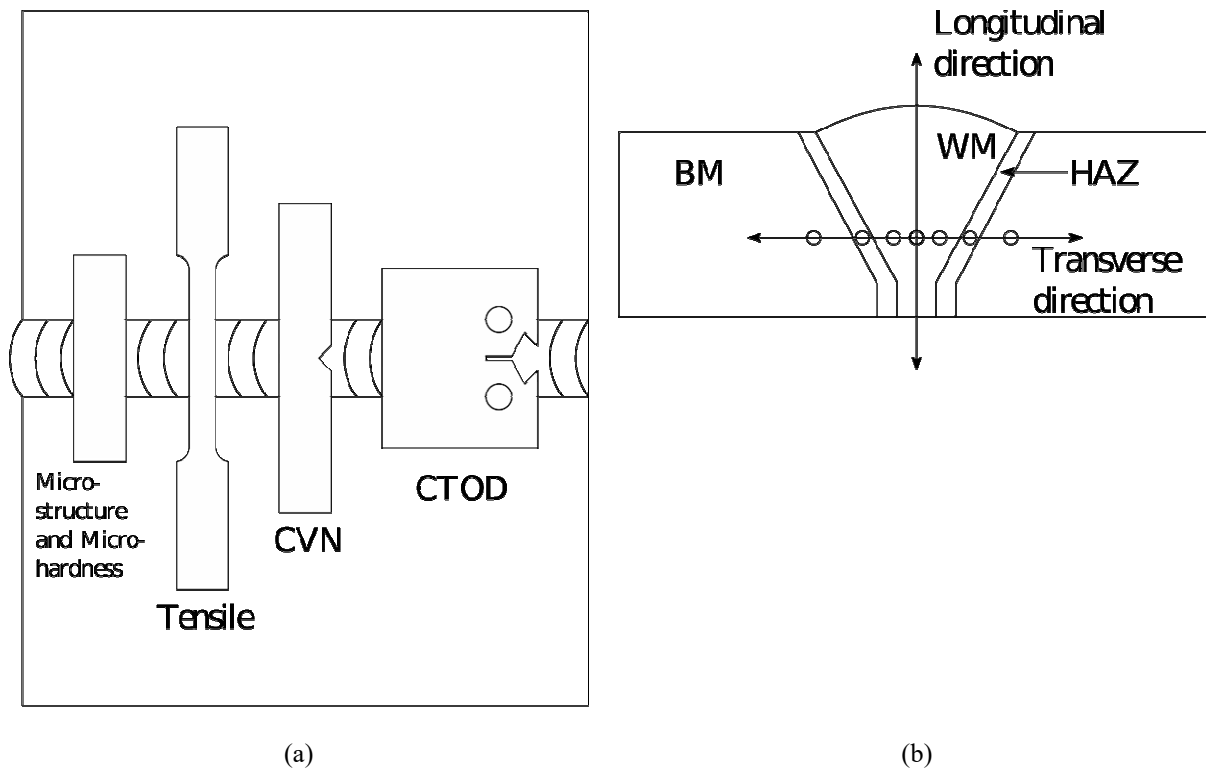 Micro-
structure
and Micro-
hardness
Tensile
CVN
CTOD
Longitudinal
direction
WM
BM
HAZ
Transverse
direction
(a)
(b)